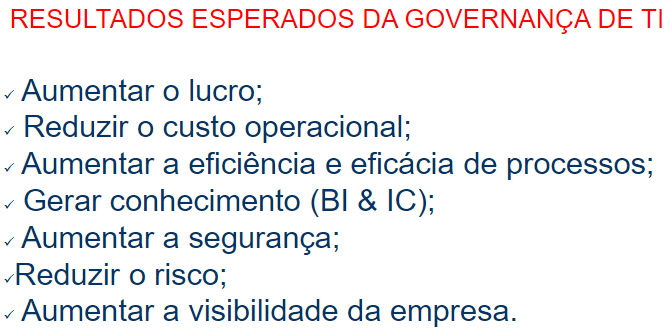 RESULTADOS ESPERADOS DA GOVERNANÇA DE TI
✓ Aumentar o lucro;
✓ Reduzir o custo operacional;
✓ Aumentar a eficiência e eficácia de processos;
✓ Gerar conhecimento (BI & IC);
✓ Aumentar a segurança;
✓Reduzir o risco;
✓ Aumentar a visibilidade da empresa.